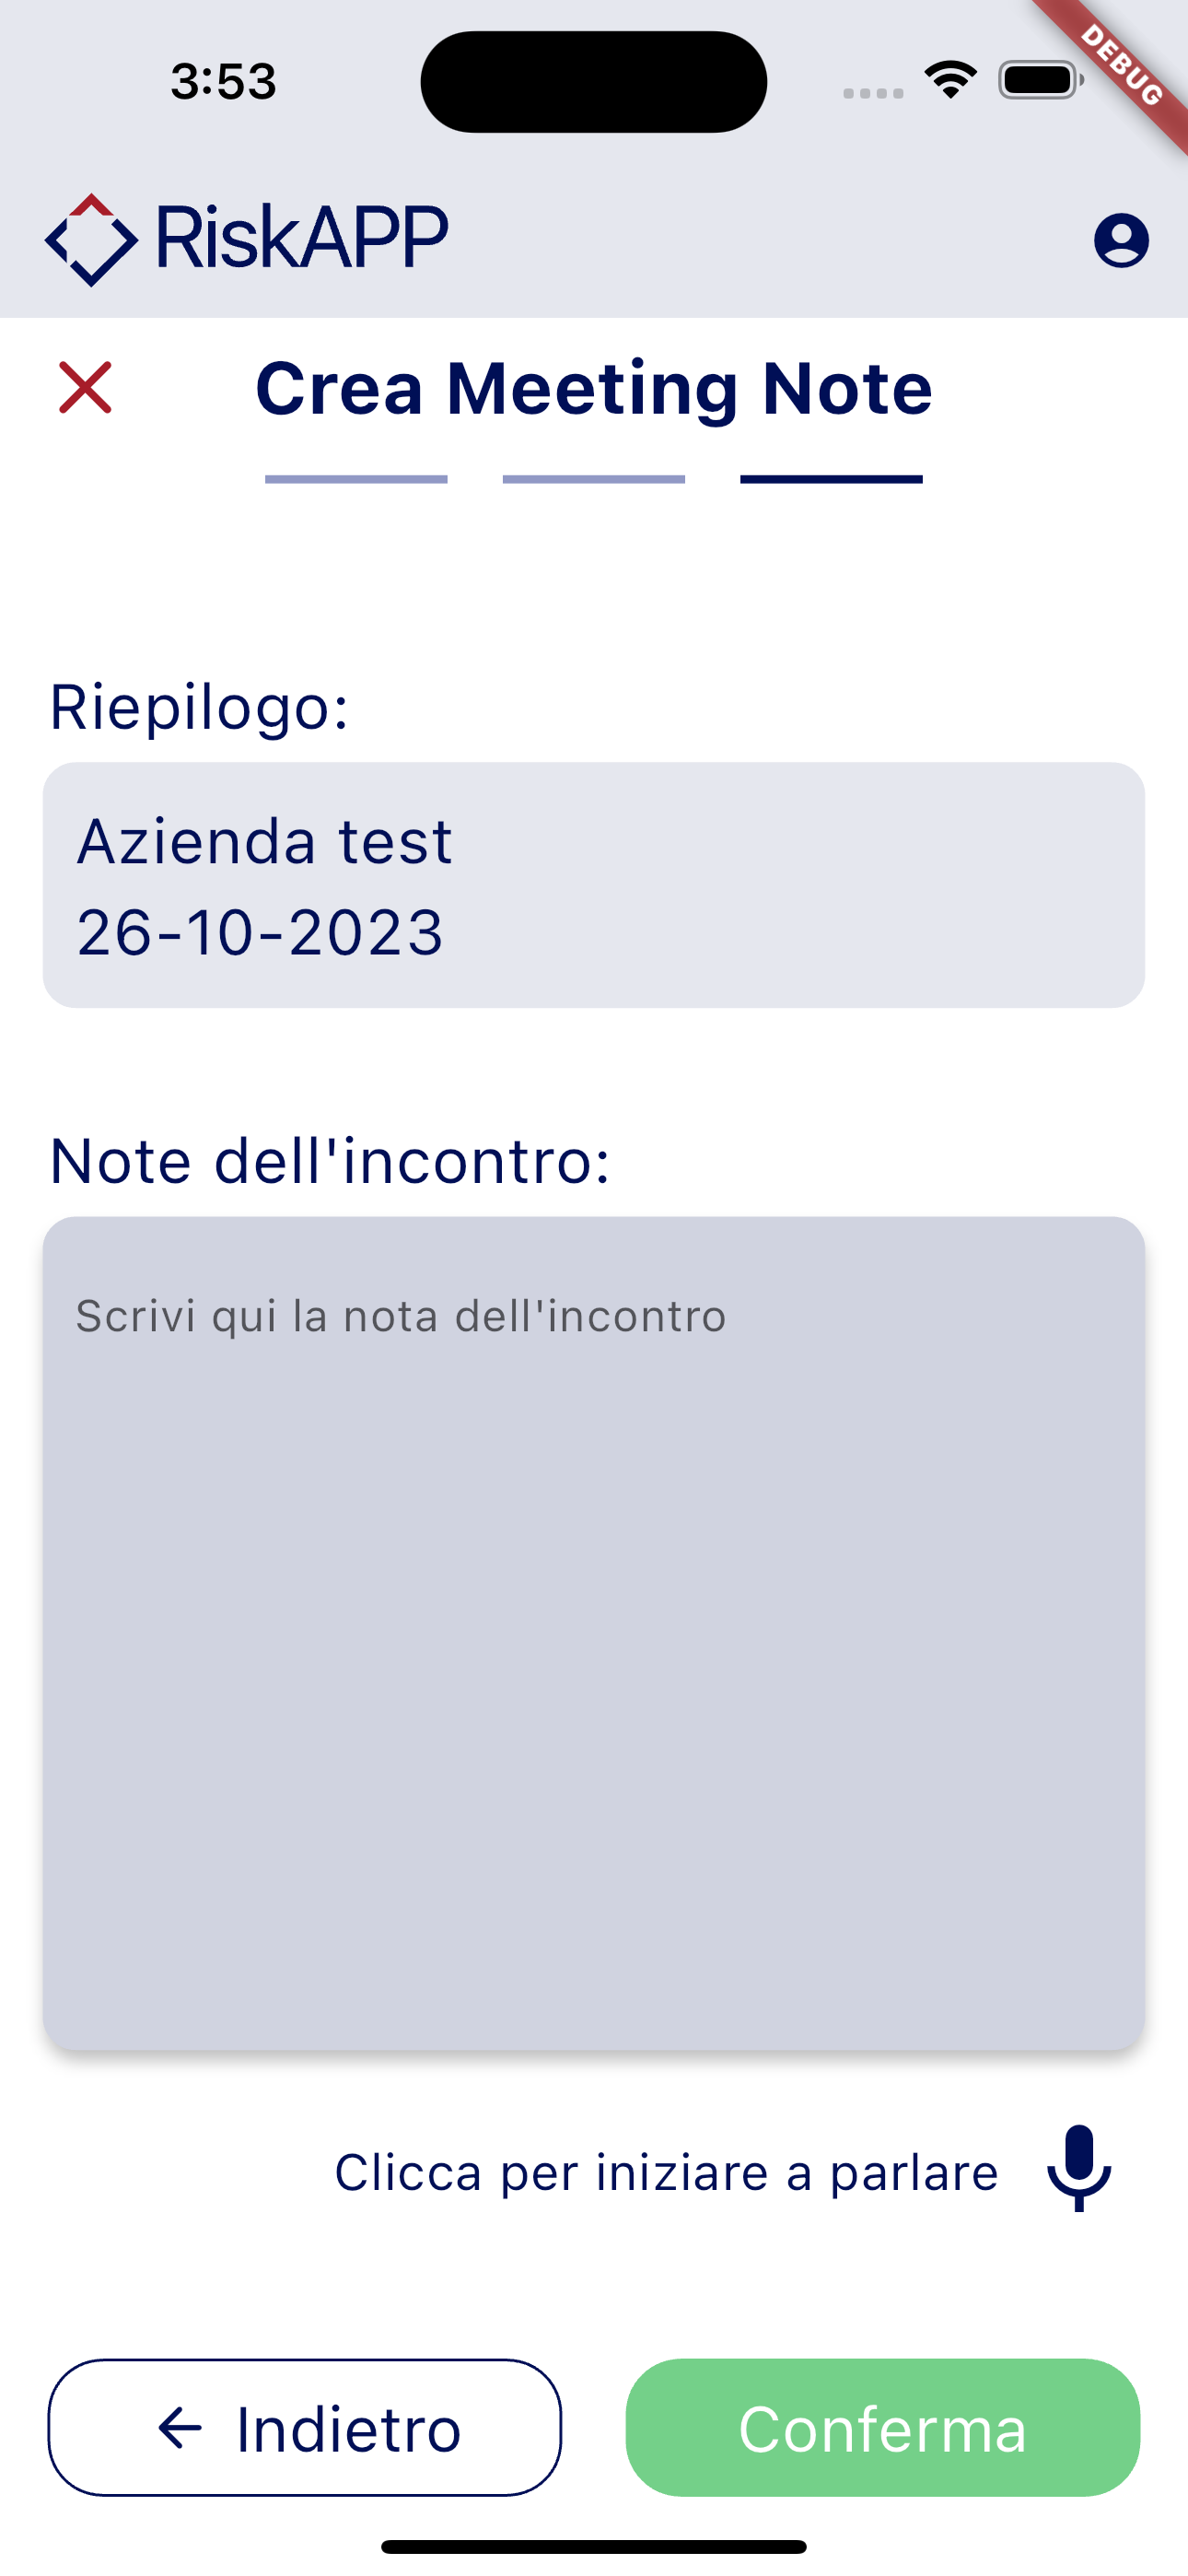 3:53
DEBUG
RiskAPP
Crea Meeting Note
Riepilogo:
Azienda test
26-10-2023
Note dell'incontro:
Scrivi qui la nota dell'incontro
Clicca per iniziare a parlare
Indietro
Conferma